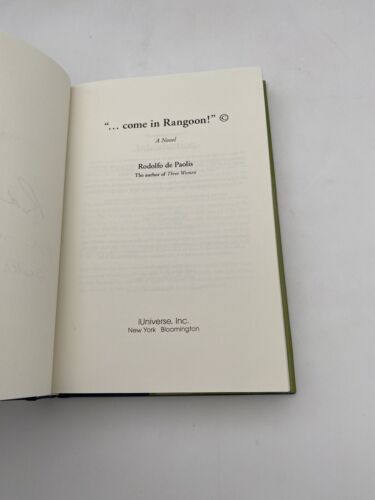 “... come in Rangoon!” ©
A Novel
Rodolfo de Paolis
The author of Three Women
iUniverse, Inc.
New York Bloomington